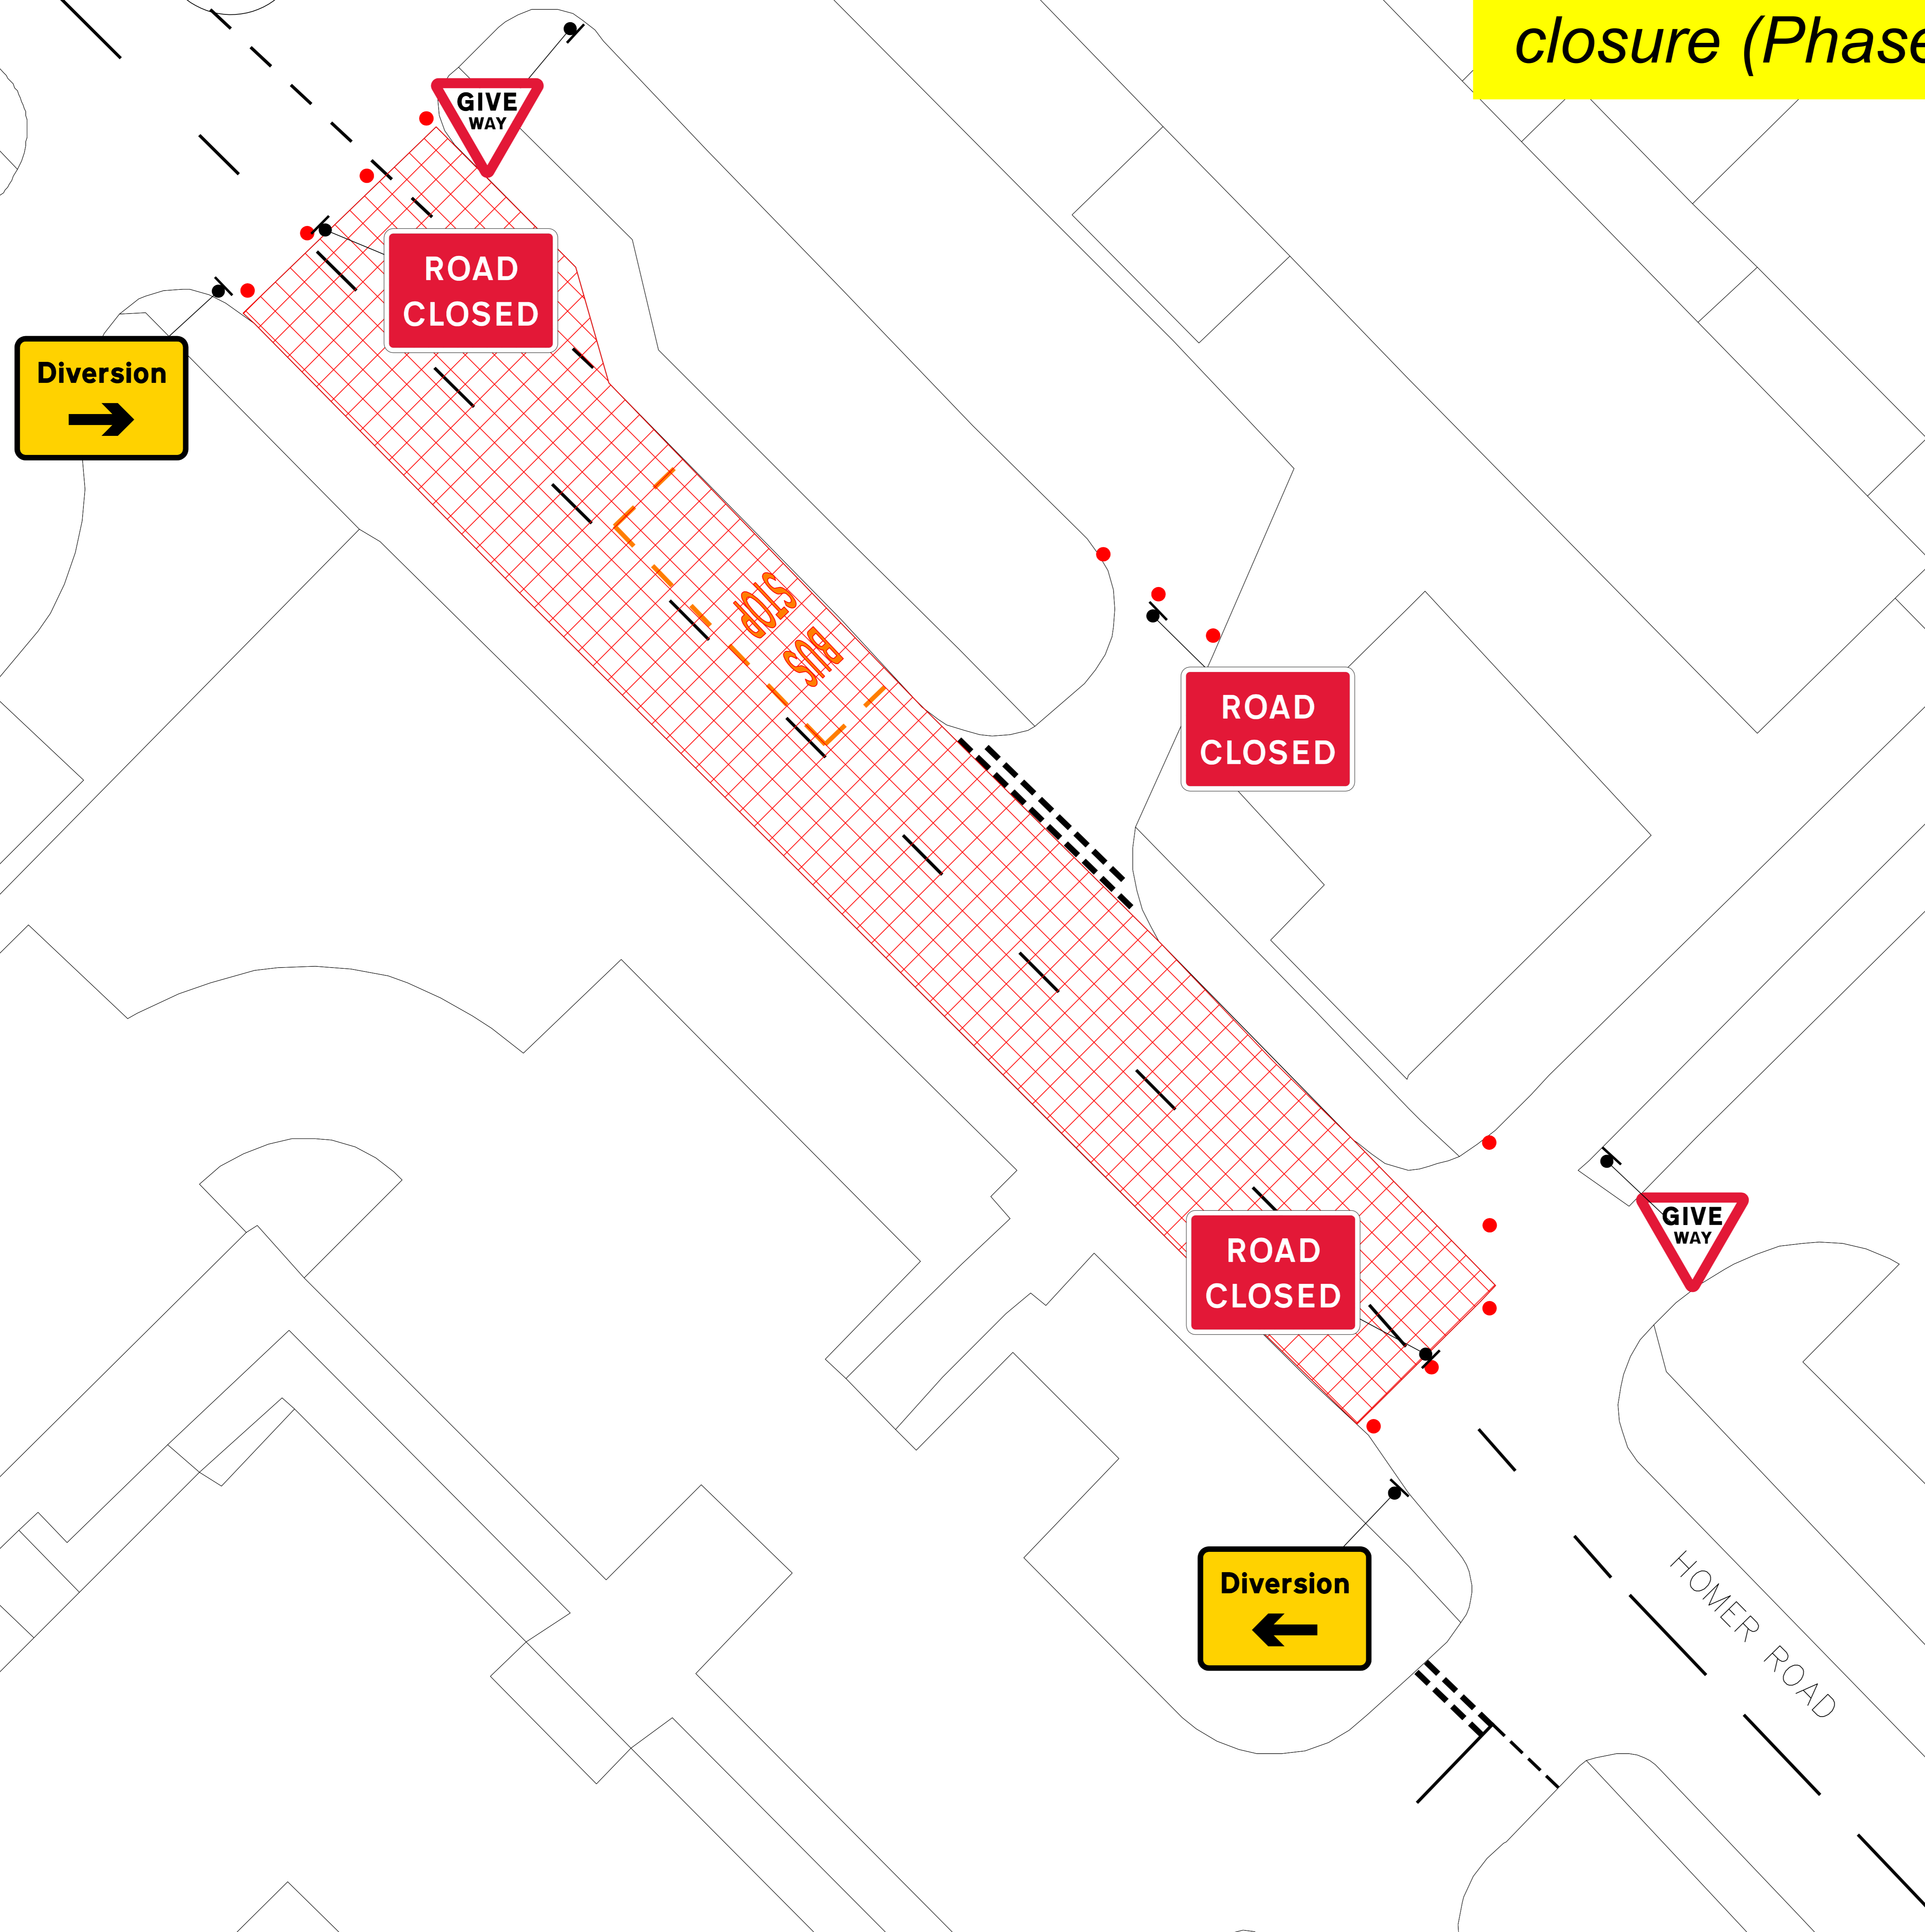 closure (Phase
GIVE
WAY
ROAD
CLOSED
Diversion
BUS
STOP
ROAD
CLOSED
GIVE
WAY
ROAD
CLOSED
Diversion
HOMER ROAD